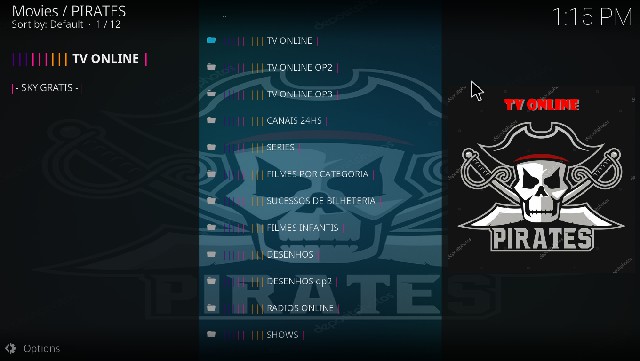 Movies / PIRATES
Sort by: Default · 1 / 12
1:15 PM
TV ONLINE |
|- SKY GRATIS -
..
TV ONLINE |
TV ONLINE OP2 |
TV ONLINE OP3 |
CANAIS 24HS |
SERIES |
FILMES POR CATEGORIA |
SUCESSOS DE BILHETERIA |
FILMES INFANTIS |
DESENHOS |
DESENHOS op2 |
RADIOS ONLINE |
SHOWS |
TV ONLINE
PIRATES
PIRATES
Options